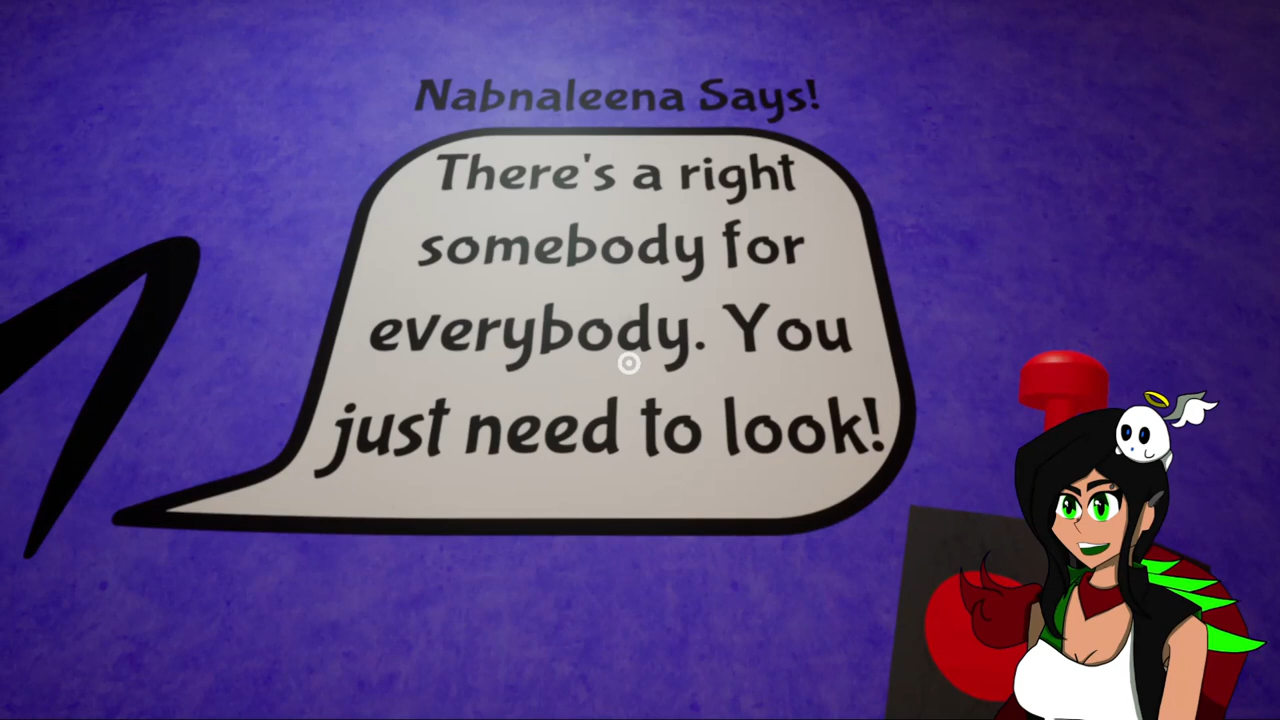 Nabnaleena Says!
There's a right
somebody for
everybody. You
just need to look!